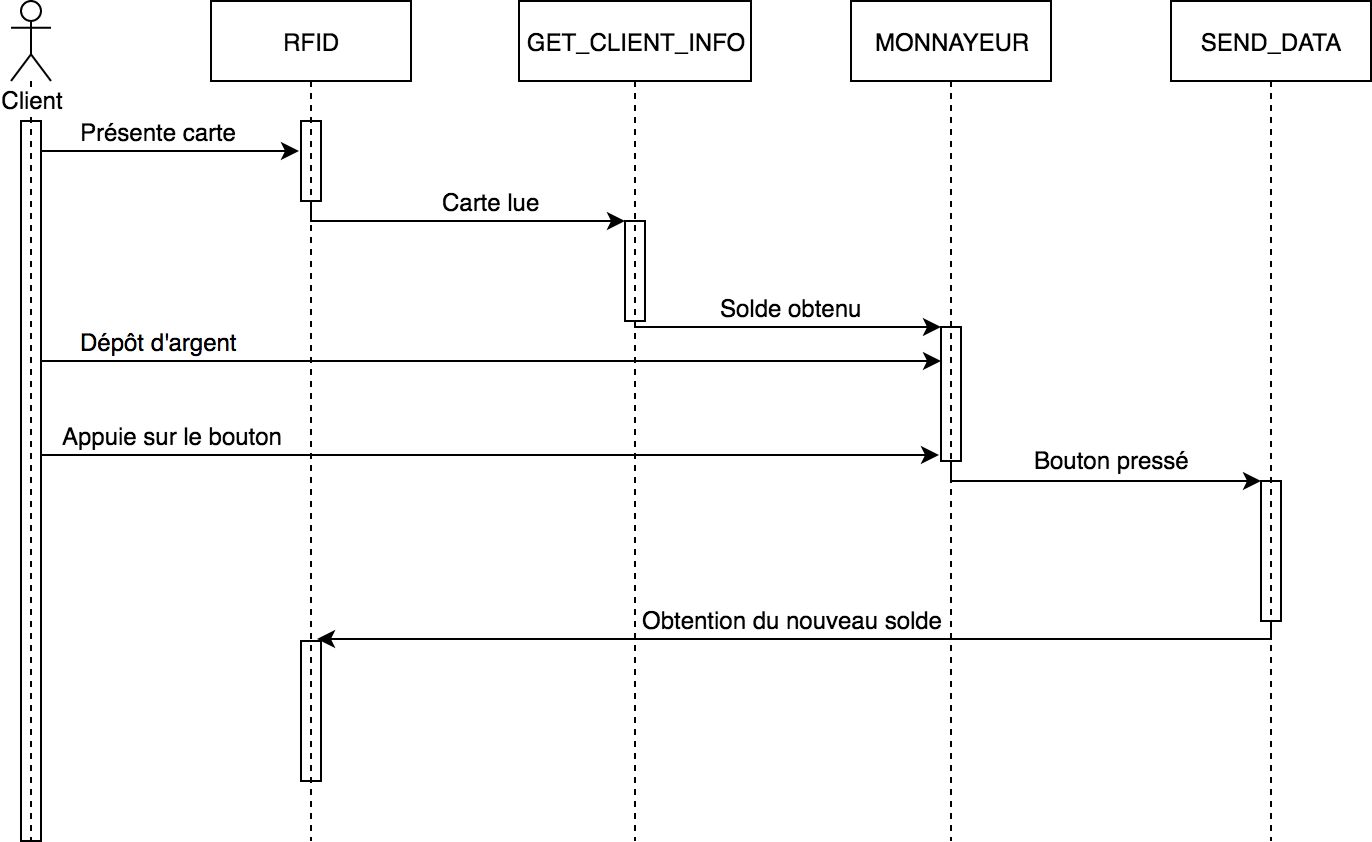 RFID
GET_CLIENT_INFO
MONNAYEUR
SEND_DATA
Client
Présente carte
Carte lue
Solde obtenu
Dépôt d'argent
Appuie sur le bouton
Bouton pressé
Obtention du nouveau solde